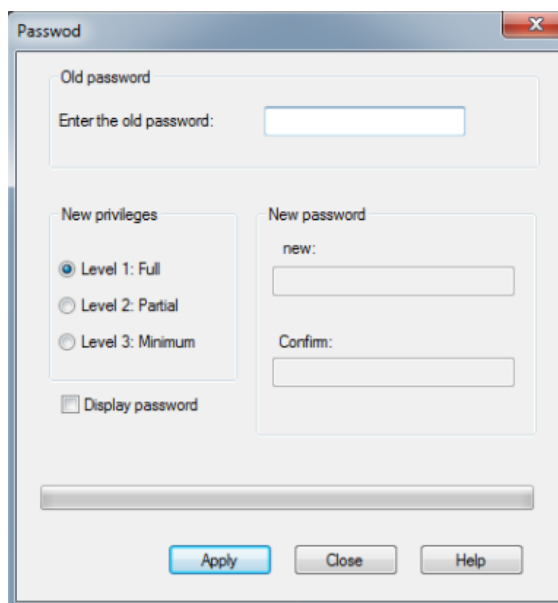 Passwod
Old password
Enter the old password:
New privileges
Level 1: Full
Level 2: Partial
Level 3: Minimum
Display password
New password
new:
Confirm:
Apply Close Help